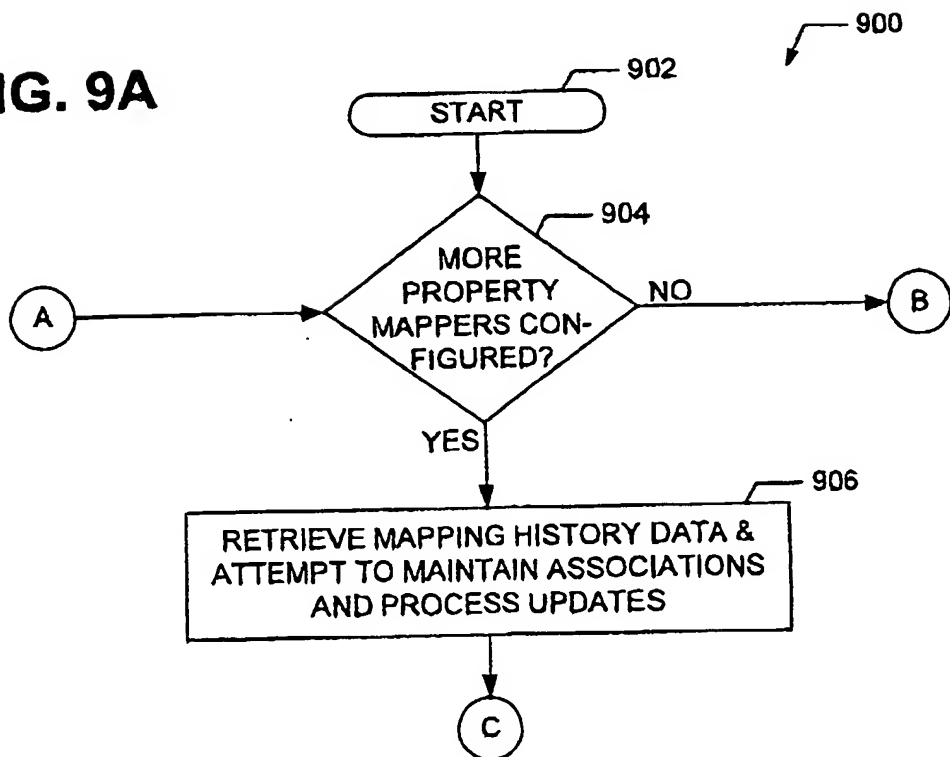 900
IG. 9A
902
START
904
MORE
PROPERTY
MAPPERS CON-
FIGURED?
A
NO
B
YES
906
RETRIEVE MAPPING HISTORY DATA &
ATTEMPT TO MAINTAIN ASSOCIATIONS
AND PROCESS UPDATES
C